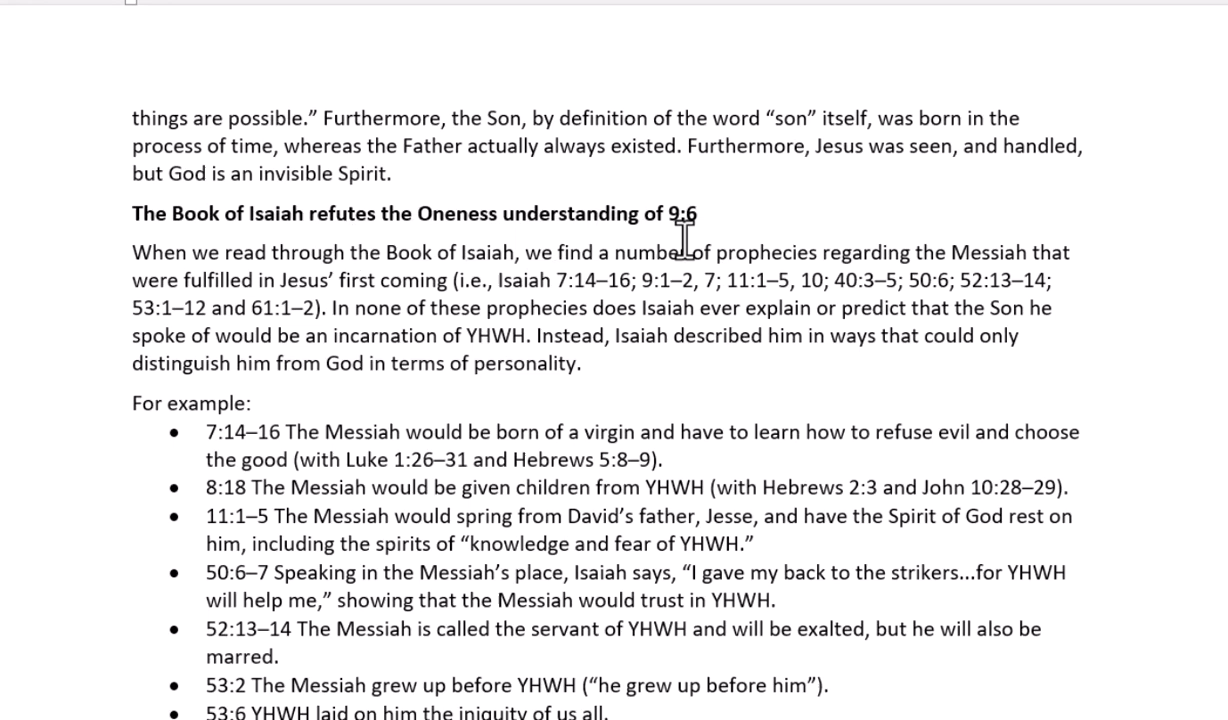 things are possible.” Furthermore, the Son, by definition of the word “son” itself, was born in the
process of time, whereas the Father actually always existed. Furthermore, Jesus was seen, and handled,
but God is an invisible Spirit.
The Book of Isaiah refutes the Oneness understanding of 9:6
When we read through the Book of Isaiah, we find a number of prophecies regarding the Messiah that
were fulfilled in Jesus’ first coming (i.e., Isaiah 7:14–16; 9:1–2, 7; 11:1–5, 10; 40:3–5; 50:6; 52:13–14;
53:1–12 and 61:1–2). In none of these prophecies does Isaiah ever explain or predict that the Son he
spoke of would be an incarnation of YHWH. Instead, Isaiah described him in ways that could only
distinguish him from God in terms of personality.
For example:
• 7:14–16 The Messiah would be born of a virgin and have to learn how to refuse evil and choose
the good (with Luke 1:26–31 and Hebrews 5:8–9).
• 8:18 The Messiah would be given children from YHWH (with Hebrews 2:3 and John 10:28–29).
• 11:1–5 The Messiah would spring from David’s father, Jesse, and have the Spirit of God rest on
him, including the spirits of “knowledge and fear of YHWH.”
• 50:6–7 Speaking in the Messiah’s place, Isaiah says, “I gave my back to the strikers...for YHWH
will help me,” showing that the Messiah would trust in YHWH.
• 52:13–14 The Messiah is called the servant of YHWH and will be exalted, but he will also be
marred.
• 53:2 The Messiah grew up before YHWH (“he grew up before him”).
• 53:6 YHWH laid on him the iniquity of us all.